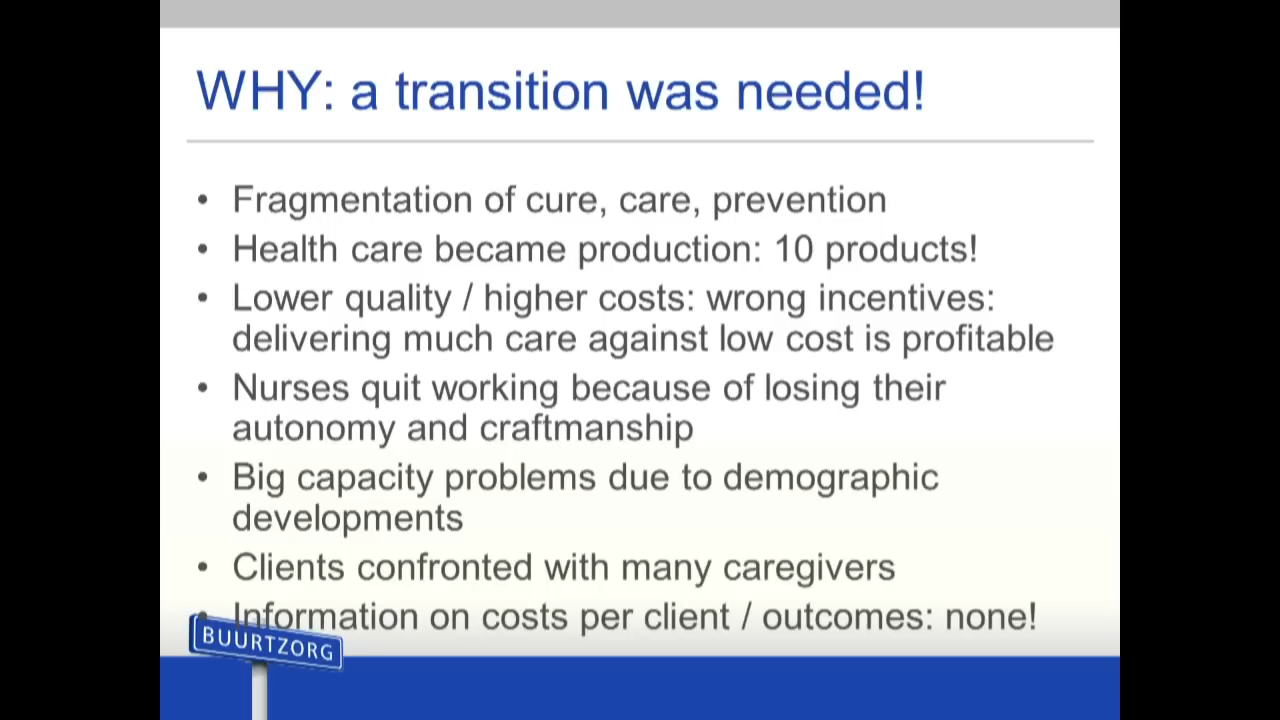 WHY: a transition was needed!
• Fragmentation of cure, care, prevention
• Health care became production: 10 products!
• Lower quality / higher costs: wrong incentives:
delivering much care against low cost is profitable
• Nurses quit working because of losing their
autonomy and craftmanship
• Big capacity problems due to demographic
developments
• Clients confronted with many caregivers
• Information on costs per client / outcomes: none!
BUURTZORG